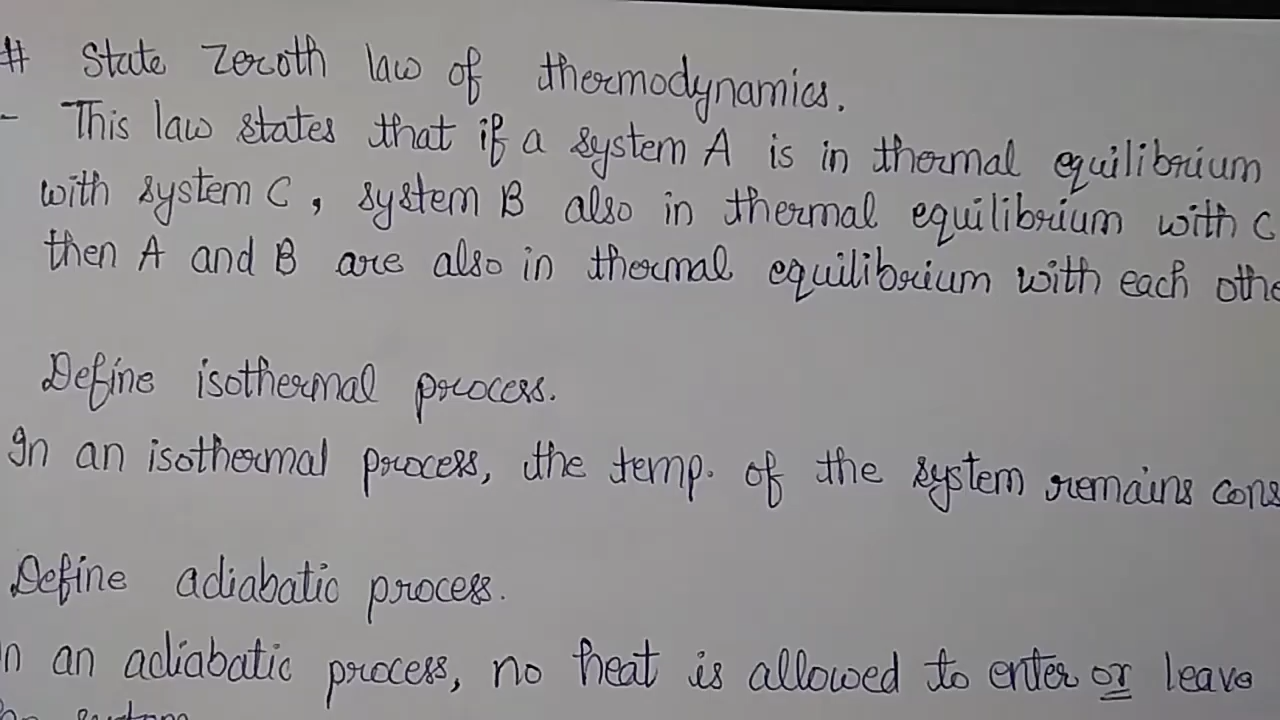 # State Zeroth law of thermodynamics.
- This law states that if a system A is in thermal equilibrium
with system C, system B also in thermal equilibrium with C
then A and B are also in thermal equilibrium with each othe
Define isothermal process.
In an isothermal process, the temp. of the system remains cons
Define adiabatic process.
n an adiabatic process, no heat is allowed to enter or leave